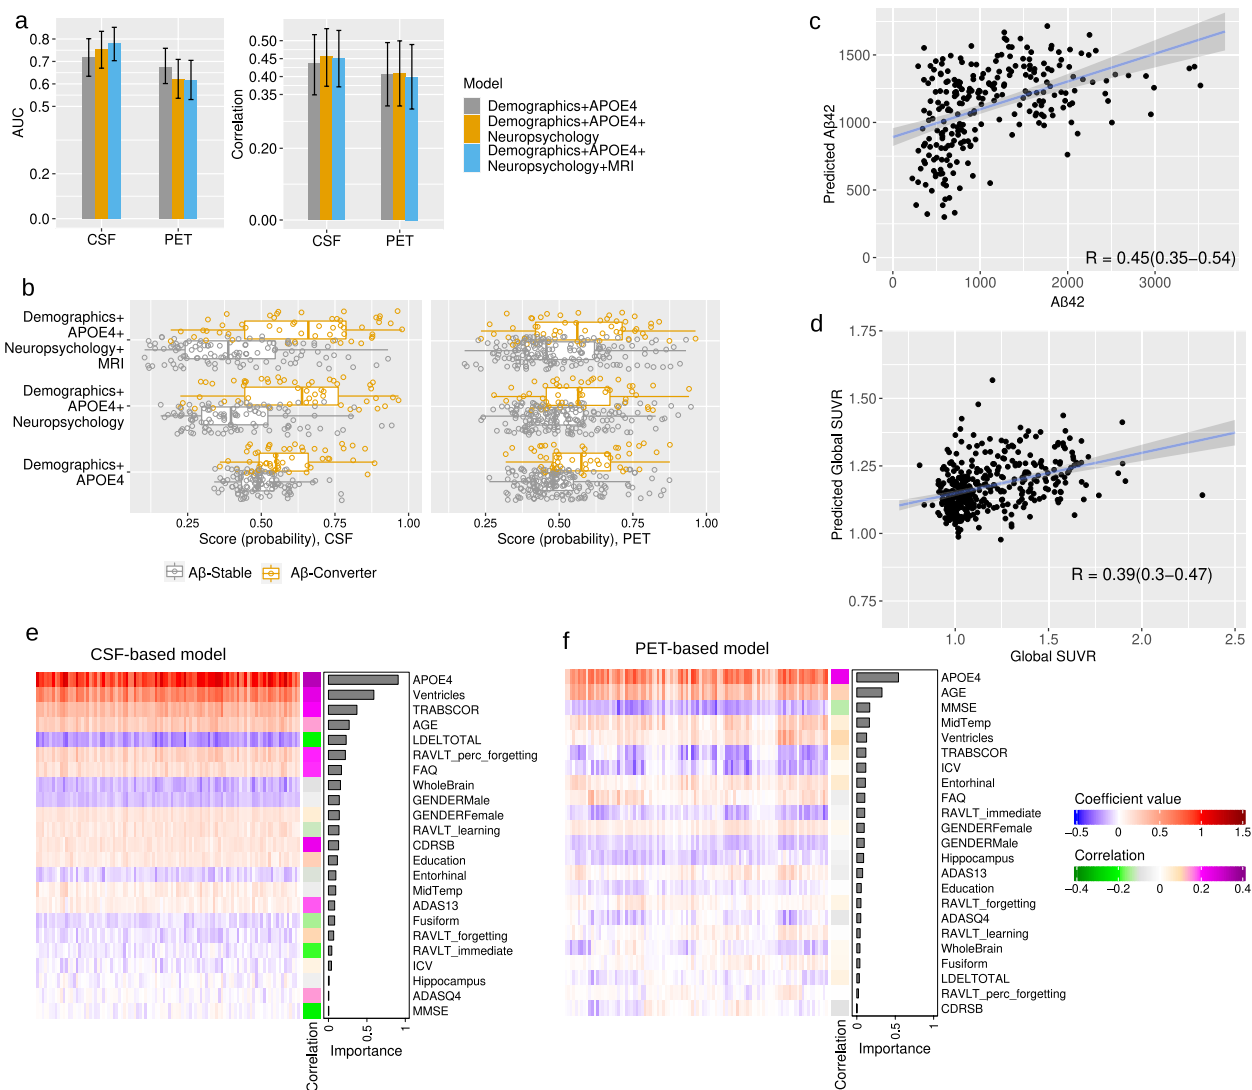 a
AUC
0.8
0.7
0.6
0.5
0.2
0.0
CSF
PET
Correlation
0.50
0.45
0.40
0.35
0.20
0.00
CSF
PET
Model
Demographics+APOE4
Demographics+APOE4+
Neuropsychology
Demographics+APOE4+
Neuropsychology+MRI
b
Demographics+
APOE4+
Neuropsychology+
MRI
Demographics+
APOE4+
Neuropsychology
Demographics+
APOE4
0.25
0.50
0.75
1.00
Score (probability), CSF
0.25
0.50
0.75
1.00
Score (probability), PET
Aβ-Stable
Aβ-Converter
c
Predicted Aβ42
1500
1000
500
0
R = 0.45(0.35−0.54)
0
1000
2000
3000
Aβ42
d
Predicted Global SUVR
1.75
1.50
1.25
1.00
0.75
R = 0.39(0.3−0.47)
1.0
1.5
2.0
2.5
Global SUVR
e
CSF-based model
APOE4
Ventricles
TRABSCOR
AGE
LDELTOTAL
RAVLT_perc_forgetting
FAQ
WholeBrain
GENDERMale
GENDERFemale
RAVLT_learning
CDRSB
Education
Entorhinal
MidTemp
ADAS13
Fusiform
RAVLT_forgetting
RAVLT_immediate
ICV
Hippocampus
ADASQ4
MMSE
Correlation
0
0.5
1
Importance
f
PET-based model
APOE4
AGE
MMSE
MidTemp
Ventricles
TRABSCOR
ICV
Entorhinal
FAQ
RAVLT_immediate
GENDERFemale
GENDERMale
Hippocampus
ADAS13
Education
RAVLT_forgetting
ADASQ4
RAVLT_learning
WholeBrain
Fusiform
LDELTOTAL
RAVLT_perc_forgetting
CDRSB
Correlation
0
0.5
1
Importance
Coefficient value
−0.5
0
0.5
1
1.5
Correlation
−0.4
−0.2
0
0.2
0.4